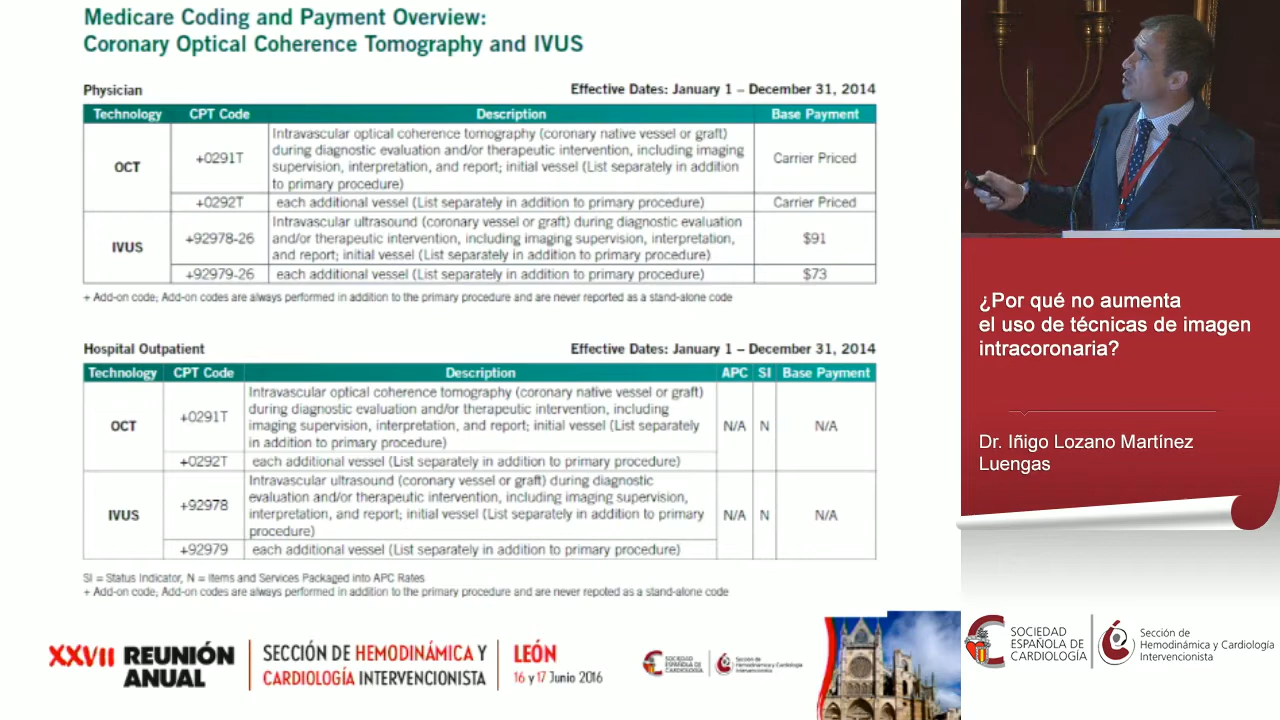 Medicare Coding and Payment Overview:
Coronary Optical Coherence Tomography and IVUS
Physician
Effective Dates: January 1 – December 31, 2014
Technology CPT Code Description Base Payment
OCT
+0291T
Intravascular optical coherence tomography (coronary native vessel or graft)
during diagnostic evaluation and/or therapeutic intervention, including imaging
supervision, interpretation, and report; initial vessel (List separately in addition
to primary procedure)
Carrier Priced
+0292T
each additional vessel (List separately in addition to primary procedure)
Carrier Priced
IVUS
+92978-26
Intravascular ultrasound (coronary vessel or graft) during diagnostic evaluation
and/or therapeutic intervention, including imaging supervision, interpretation,
and report; initial vessel (List separately in addition to primary procedure)
$91
+92979-26
each additional vessel (List separately in addition to primary procedure)
$73
+ Add-on code; Add-on codes are always performed in addition to the primary procedure and are never reported as a stand-alone code
Hospital Outpatient
Effective Dates: January 1 – December 31, 2014
Technology CPT Code Description APC SI Base Payment
OCT
+0291T
Intravascular optical coherence tomography (coronary native vessel or graft)
during diagnostic evaluation and/or therapeutic intervention, including
imaging supervision, interpretation, and report; initial vessel (List separately
in addition to primary procedure)
N/A N N/A
+0292T
each additional vessel (List separately in addition to primary procedure)
IVUS
+92978
Intravascular ultrasound (coronary vessel or graft) during diagnostic
evaluation and/or therapeutic intervention, including imaging supervision,
interpretation, and report; initial vessel (List separately in addition to primary
procedure)
N/A N N/A
+92979
each additional vessel (List separately in addition to primary procedure)
SI = Status Indicator, N = Items and Services Packaged into APC Rates
+ Add-on code; Add-on codes are always performed in addition to the primary procedure and are never repoted as a stand-alone code
XXVII REUNIÓN
ANUAL
SECCIÓN DE HEMODINÁMICA Y
CARDIOLOGÍA INTERVENCIONISTA
LEÓN
16 y 17 Junio 2016
SOCIEDAD
ESPAÑOLA DE
CARDIOLOGÍA
Sección de
Hemodinámica y Cardiología
Intervencionista
¿Por qué no aumenta
el uso de técnicas de imagen
intracoronaria?
Dr. Iñigo Lozano Martínez
Luengas
SOCIEDAD
ESPAÑOLA DE
CARDIOLOGÍA
Sección de
Hemodinámica y Cardiología
Intervencionista